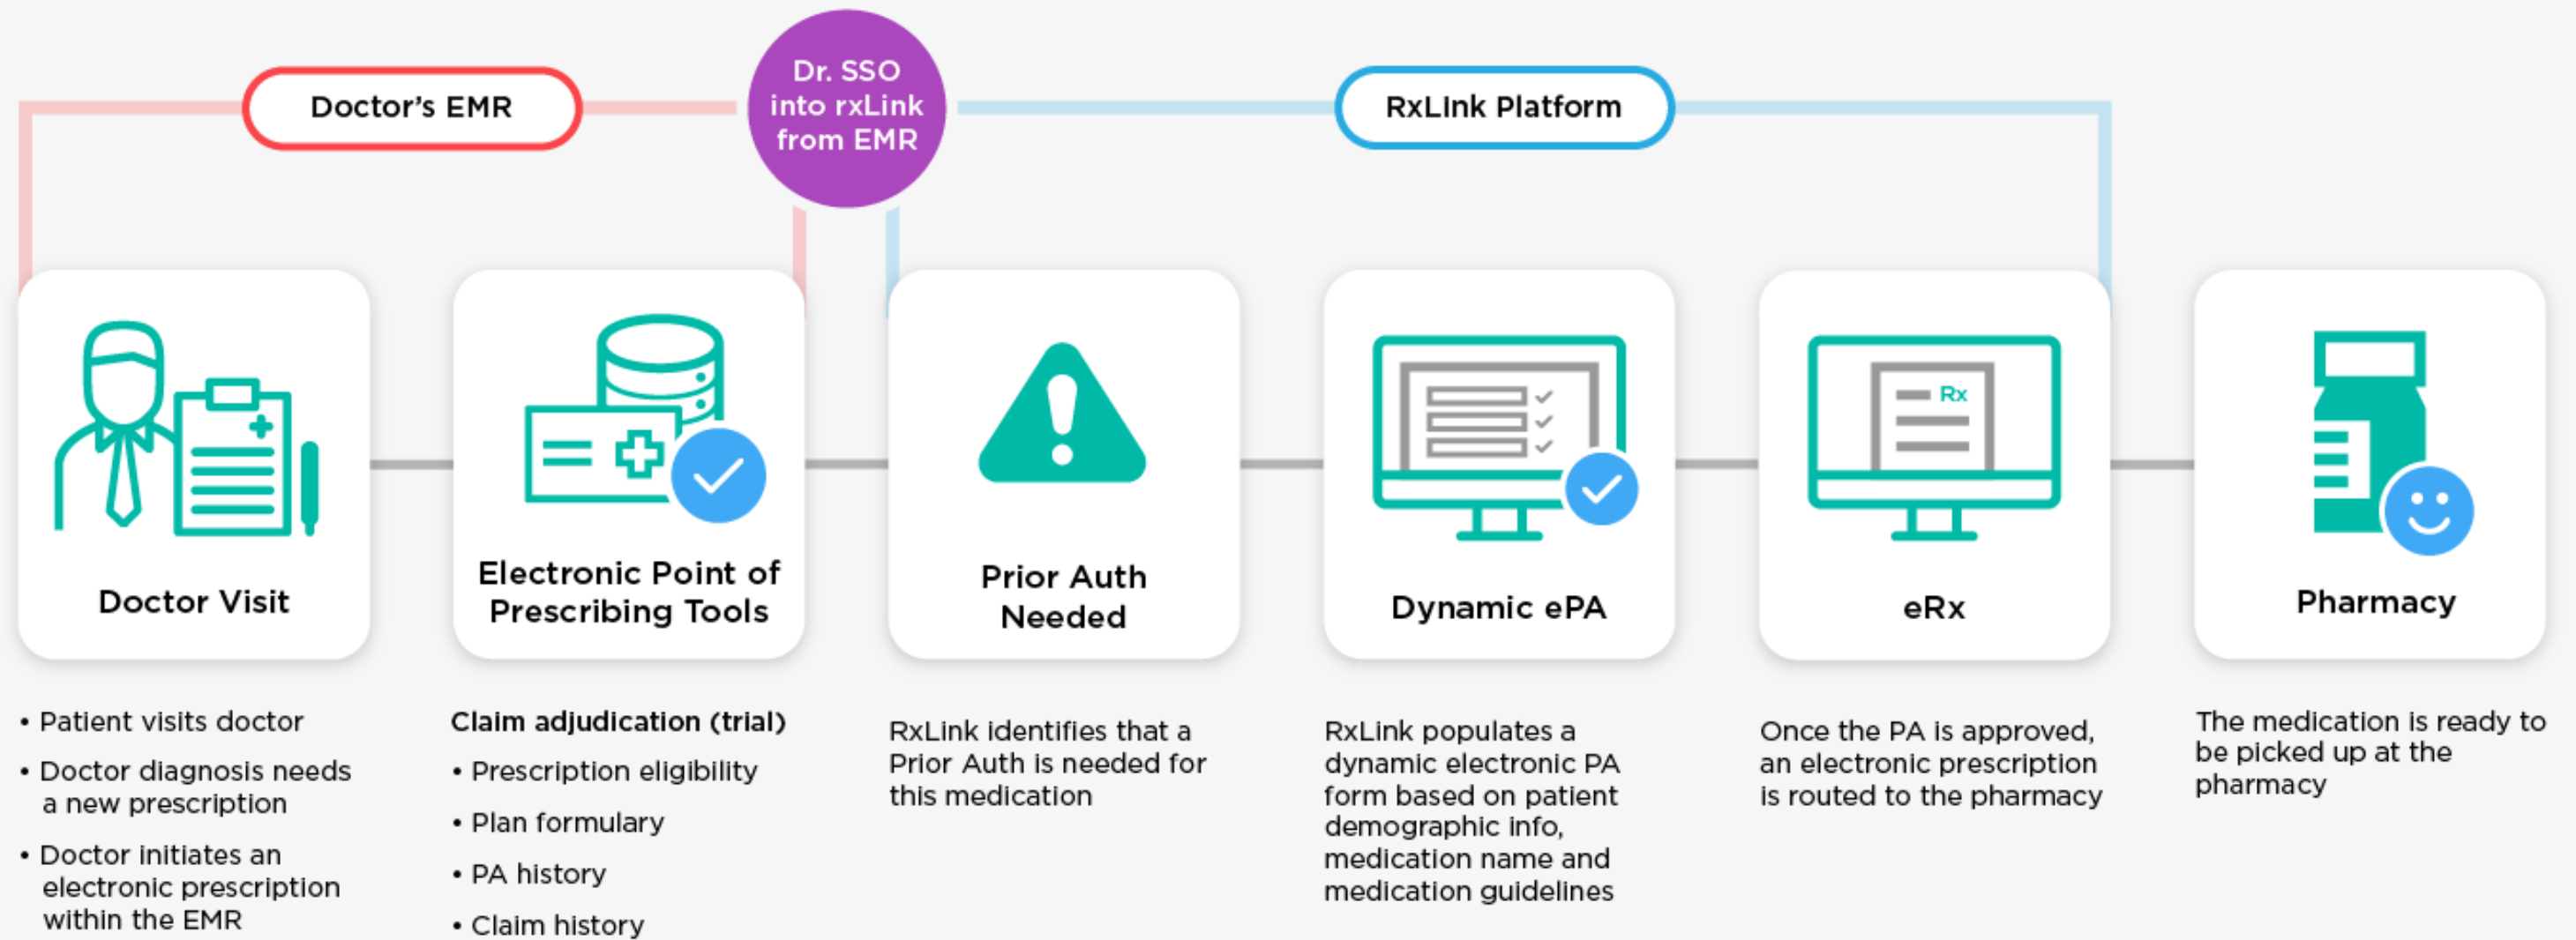 Dr. SSO
into rxLink
from EMR
Doctor's EMR
RxLInk Platform
Rx
Doctor Visit
Electronic Point of
Prescribing Tools
Prior Auth
Needed
Dynamic ePA
eRx
Pharmacy
• Patient visits doctor
• Doctor diagnosis needs
a new prescription
• Doctor initiates an
electronic prescription
within the EMR
Claim adjudication (trial)
• Prescription eligibility
• Plan formulary
• PA history
• Claim history
RxLink identifies that a
Prior Auth is needed for
this medication
RxLink populates a
dynamic electronic PA
form based on patient
demographic info,
medication name and
medication guidelines
Once the PA is approved,
an electronic prescription
is routed to the pharmacy
The medication is ready to
be picked up at the
pharmacy